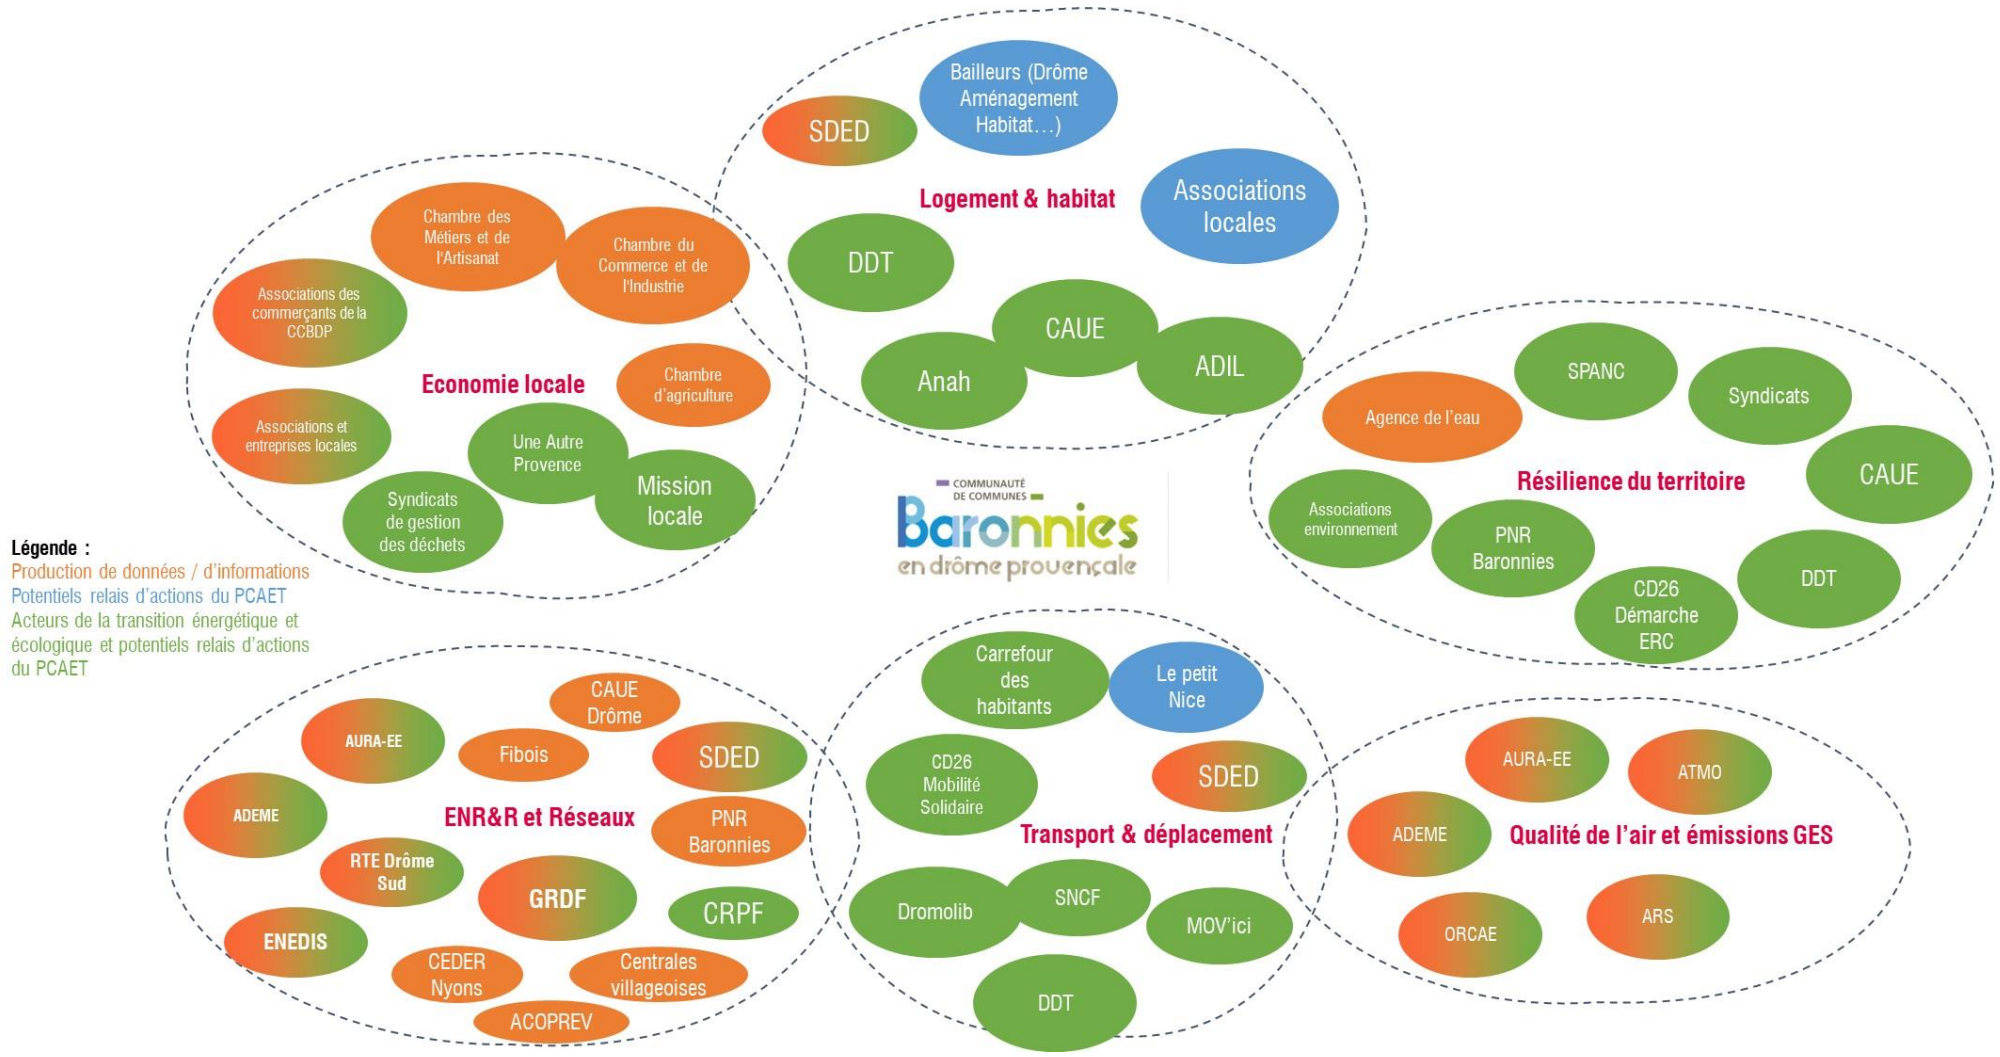 Bailleurs (Drôme
Aménagement
Habitat…)
SDED
Logement & habitat
Associations
locales
DDT
CAUE
Anah
ADIL
Chambre des
Métiers et de
l'Artisanat
Chambre du
Commerce et de
l'Industrie
Associations des
commerçants de la
CCBDP
Economie locale
Chambre
d’agriculture
Associations et
entreprises locales
Une Autre
Provence
Mission
locale
Syndicats
de gestion
des déchets
SPANC
Syndicats
Agence de l’eau
CAUE
Résilience du territoire
Associations
environnement
PNR
Baronnies
CD26
Démarche
ERC
DDT
COMMUNAUTÉ
DE COMMUNES
Baronnies
en drôme provençale
Légende :
Production de données / d’informations
Potentiels relais d’actions du PCAET
Acteurs de la transition énergétique et
écologique et potentiels relais d’actions
du PCAET
CAUE
Drôme
AURA-EE
Fibois
SDED
ADEME
ENR&R et Réseaux
PNR
Baronnies
RTE Drôme
Sud
GRDF
CRPF
ENEDIS
CEDER
Nyons
Centrales
villageoises
ACOPREV
Carrefour
des
habitants
Le petit
Nice
CD26
Mobilité
Solidaire
SDED
Transport & déplacement
Dromolib
SNCF
MOV’ici
DDT
AURA-EE
ATMO
ADEME
Qualité de l’air et émissions GES
ORCAE
ARS